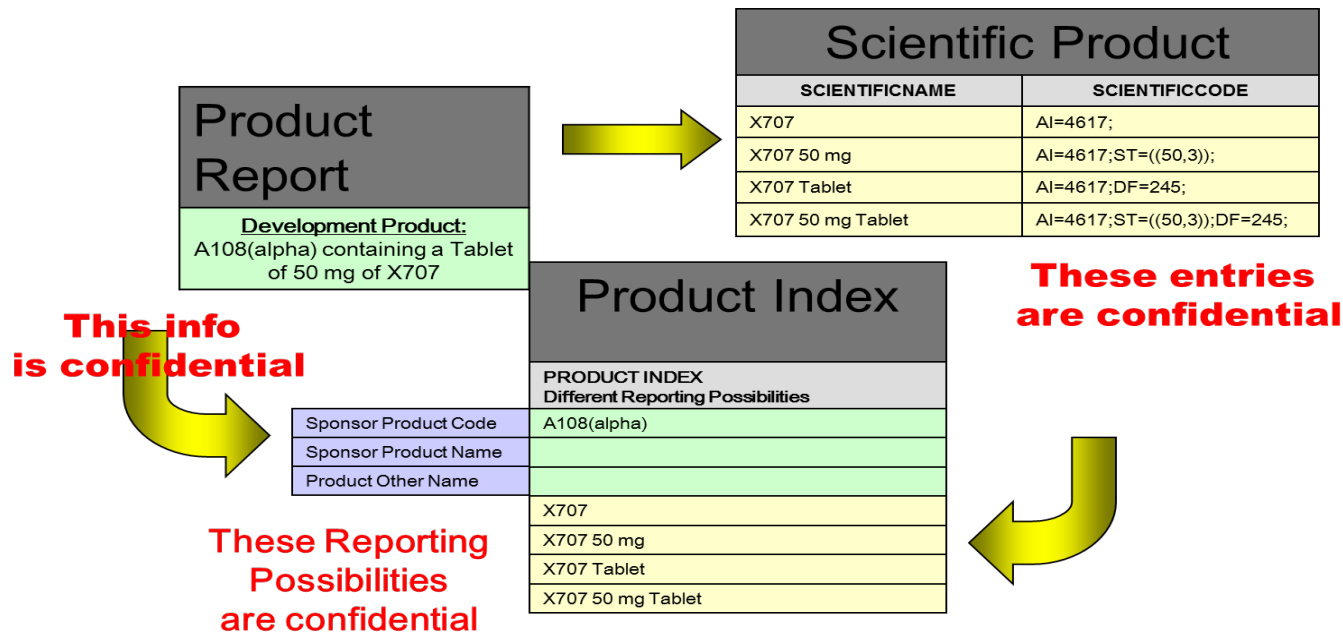 Product
Report
Development Product:
A108(alpha) containing a Tablet
of 50 mg of X707
Scientific Product
SCIENTIFICNAME SCIENTIFICCODE
X707 AI=4617;
X707 50 mg AI=4617;ST=((50,3));
X707 Tablet AI=4617;DF=245;
X707 50 mg Tablet AI=4617;ST=((50,3));DF=245;
These entries
are confidential
This info
is confidential
Product Index
PRODUCT INDEX
Different Reporting Possibilities
Sponsor Product Code A108(alpha)
Sponsor Product Name
Product Other Name
X707
X707 50 mg
X707 Tablet
X707 50 mg Tablet
These Reporting
Possibilities
are confidential